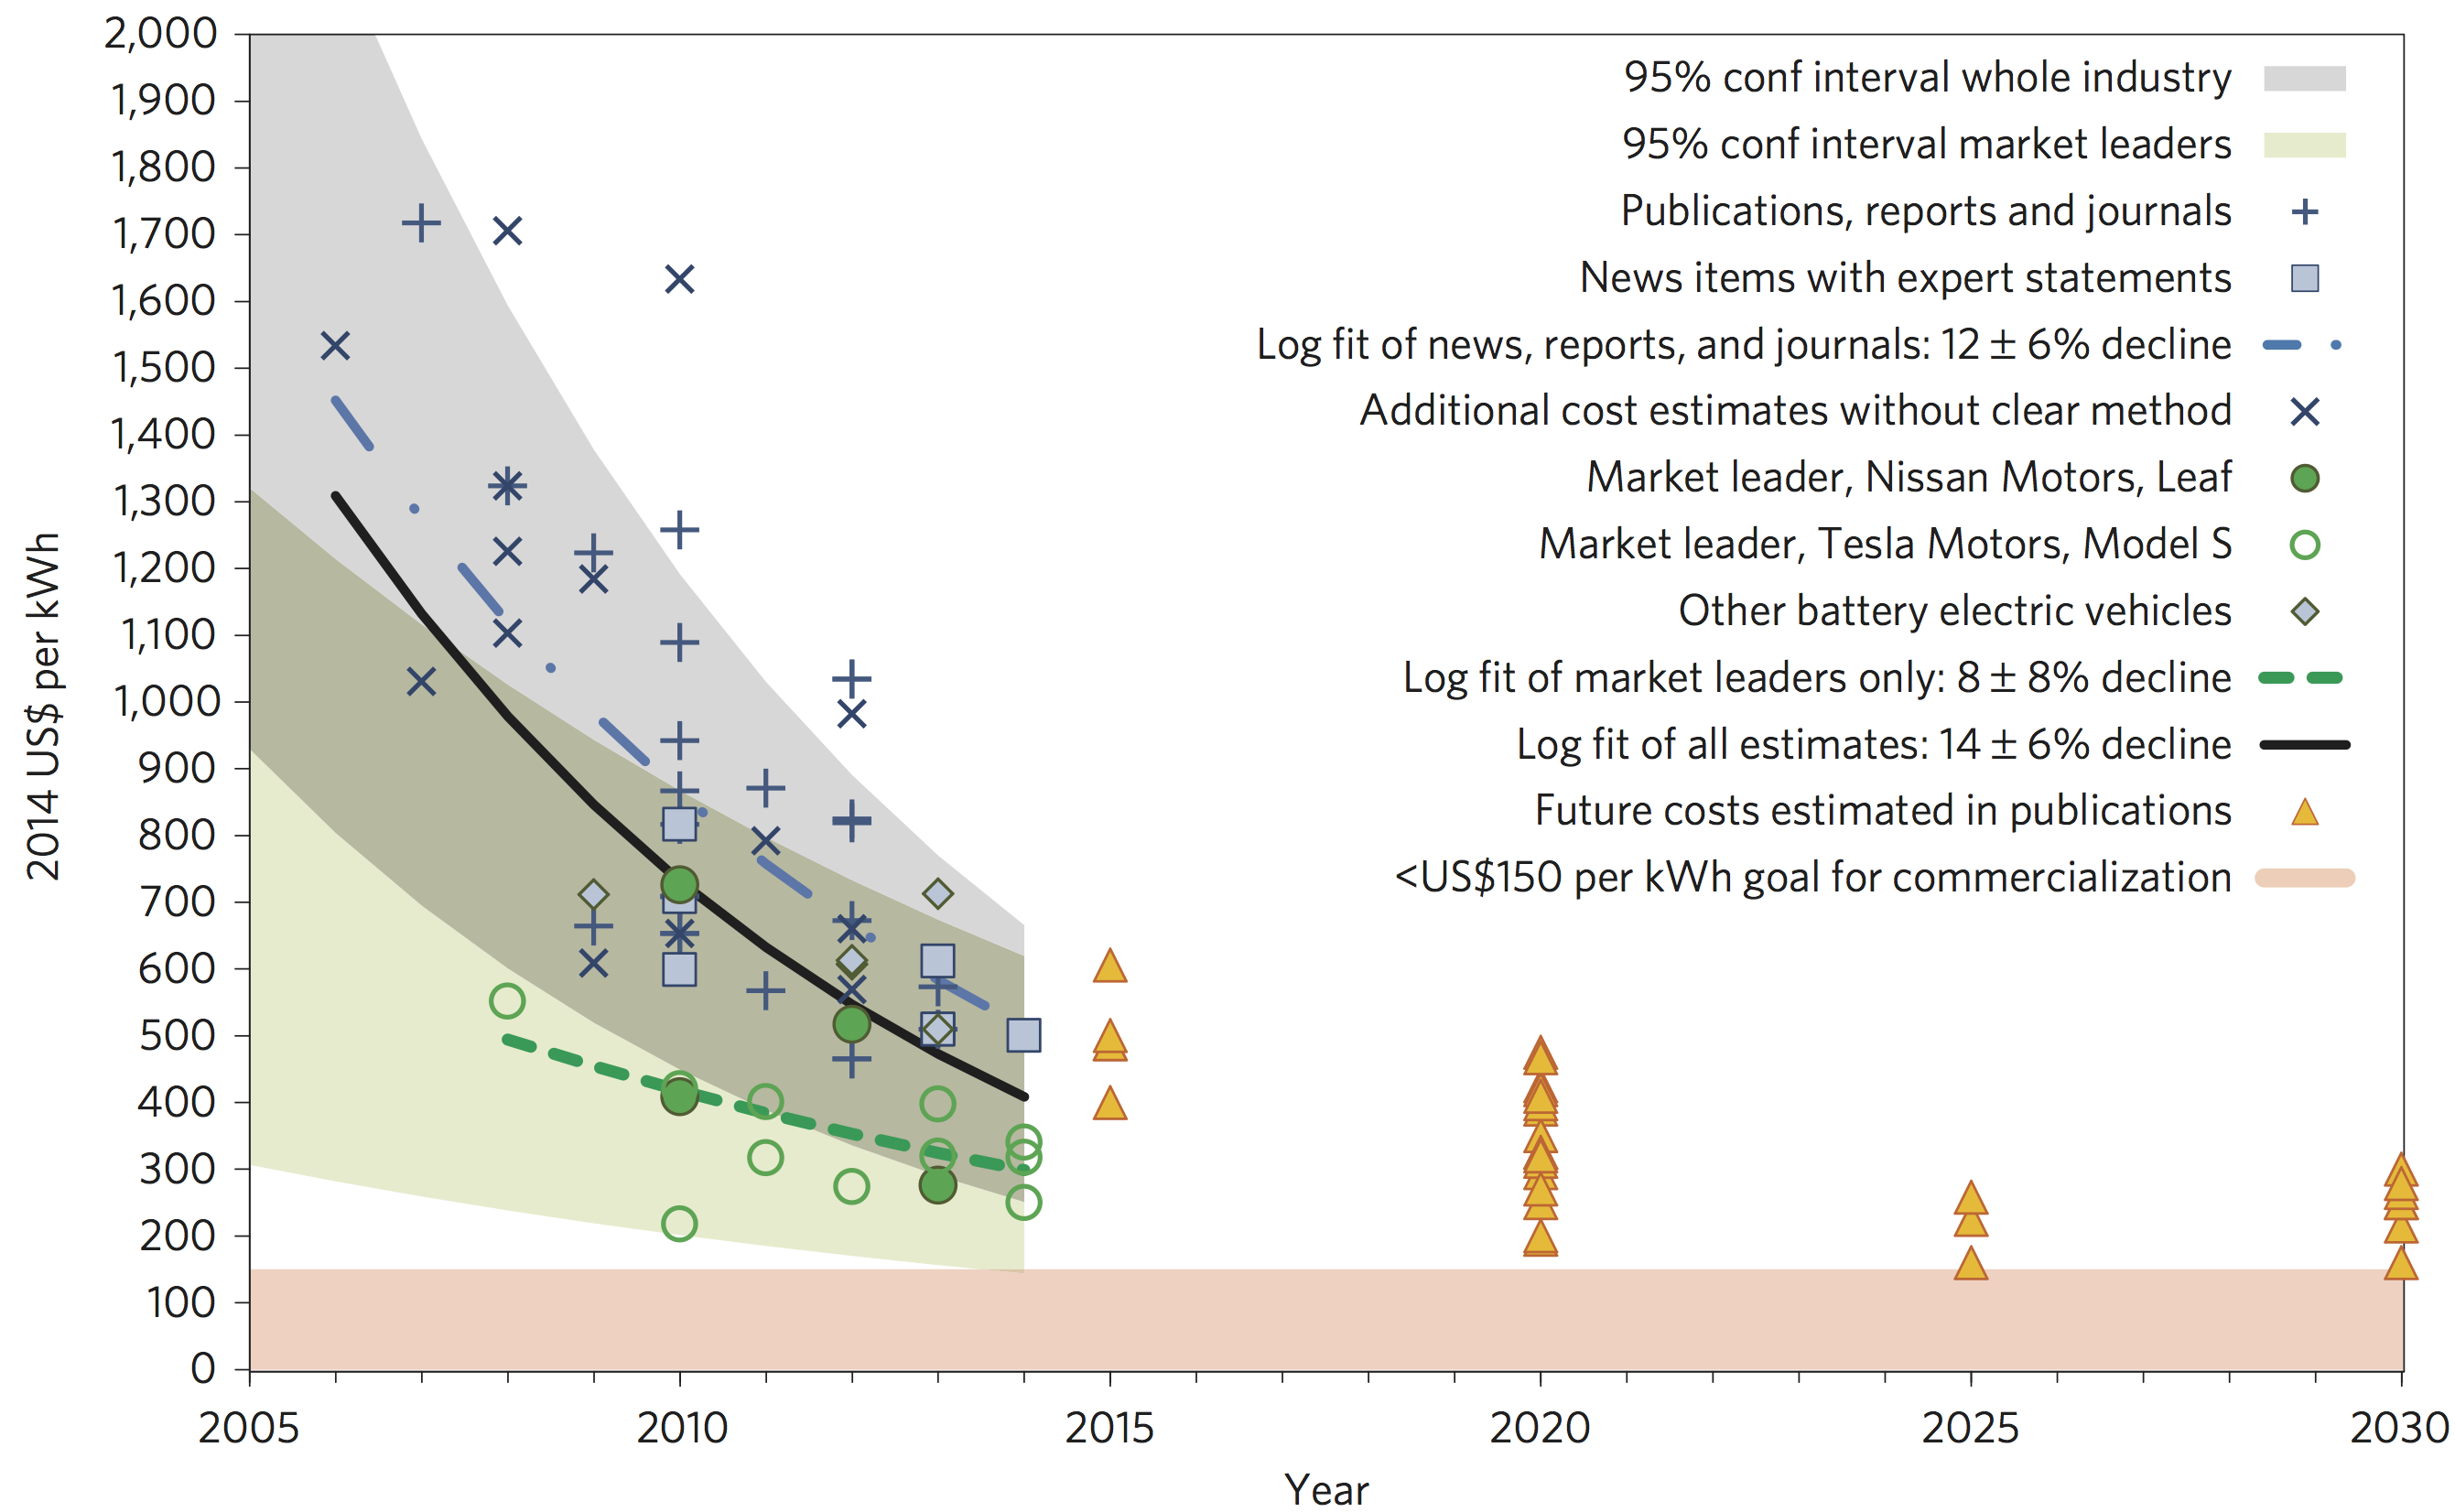 2,000
1,900
1,800
1,700
1,600
1,500
1,400
1,300
1,200
1,100
1,000
900
800
700
600
500
400
300
200
100
0
2014 US$ per kWh
95% conf interval whole industry
95% conf interval market leaders
Publications, reports and journals
News items with expert statements
Log fit of news, reports, and journals: 12 ± 6% decline
Additional cost estimates without clear method
Market leader, Nissan Motors, Leaf
Market leader, Tesla Motors, Model S
Other battery electric vehicles
Log fit of market leaders only: 8 ± 8% decline
Log fit of all estimates: 14 ± 6% decline
Future costs estimated in publications
<US$150 per kWh goal for commercialization
2005 2010 2015 2020 2025 2030
Year